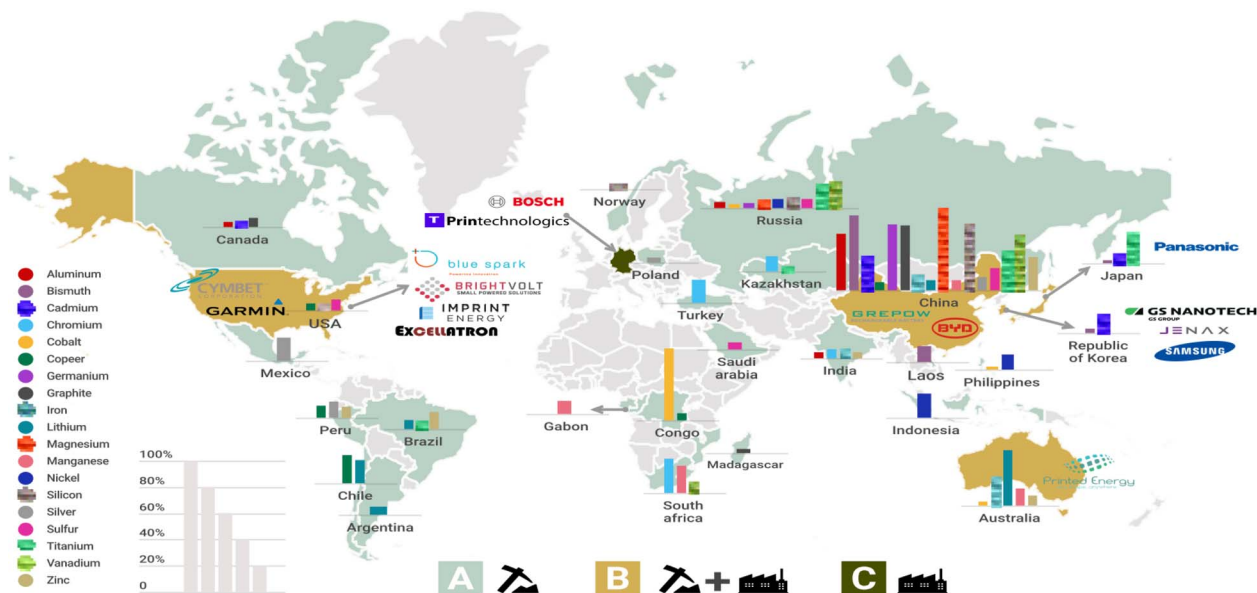 BOSCH
Printechnologics
Norway
Russia
Canada
Poland
Kazakhstan
China
Japan
Panasonic
blue spark
BRIGHTVOLT
SMALL POWERED SOLUTIONS
IMPRINT
ENERGY
EXCELLATRON
CYMBET
CORPORATION
GARMIN
USA
Turkey
GREPOW
BYD
GS NANOTECH
GS GROUP
JENAX
SAMSUNG
Republic
of Korea
Mexico
Saudi
arabia
India
Laos
Philippines
Gabon
Congo
Indonesia
Peru
Brazil
Madagascar
Chile
Argentina
South
africa
Printed Energy
Australia
Aluminum
Bismuth
Cadmium
Chromium
Cobalt
Copeer
Germanium
Graphite
Iron
Lithium
Magnesium
Manganese
Nickel
Silicon
Silver
Sulfur
Titanium
Vanadium
Zinc
100%
80%
60%
40%
20%
0
A
B
+
C